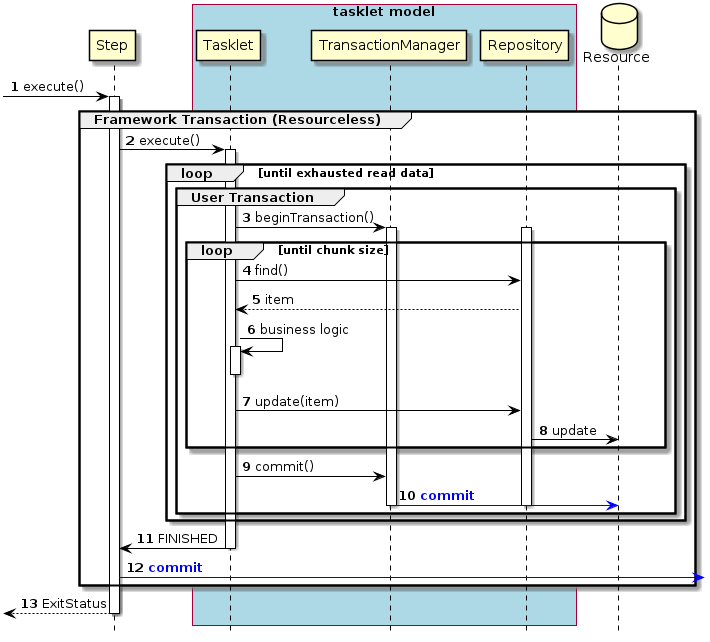 tasklet model
Step
Tasklet
TransactionManager
Repository
Resource
1 execute()
Framework Transaction (Resourceless)
2 execute()
loop [until exhausted read data]
User Transaction
3 beginTransaction()
loop [until chunk size]
4 find()
5 item
6 business logic
7 update(item)
8 update
9 commit()
10 commit
11 FINISHED
12 commit
13 ExitStatus